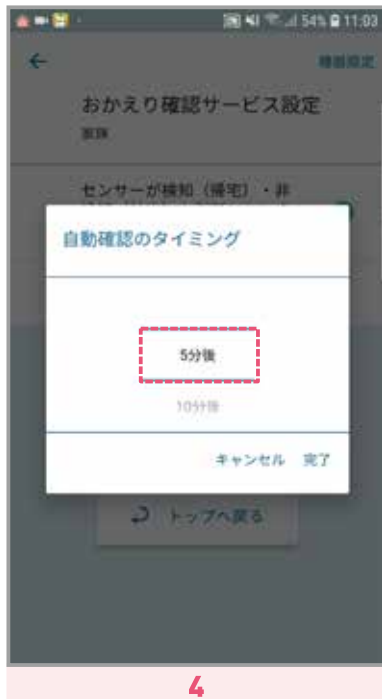 54% 11:03
機器設定
おかえり確認サービス設定
センサーが検知（帰宅）・非
自動確認のタイミング
5分後
10分後
キャンセル 完了
トップへ戻る
4